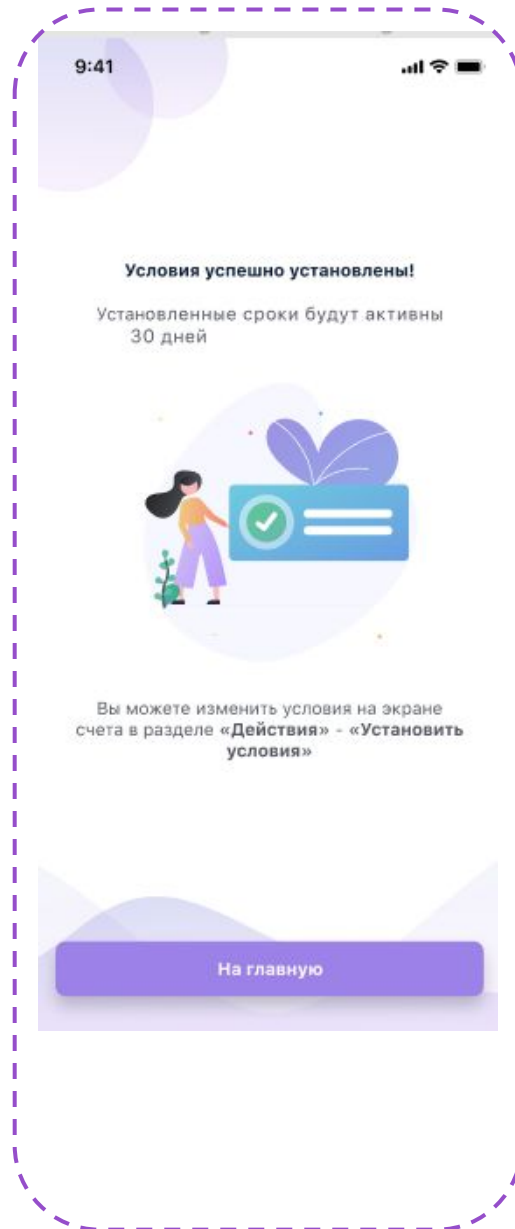 9:41
Условия успешно установлены!
Установленные сроки будут активны
30 дней
Вы можете изменить условия на экране
счета в разделе «Действия» - «Установить
условия»
На главную